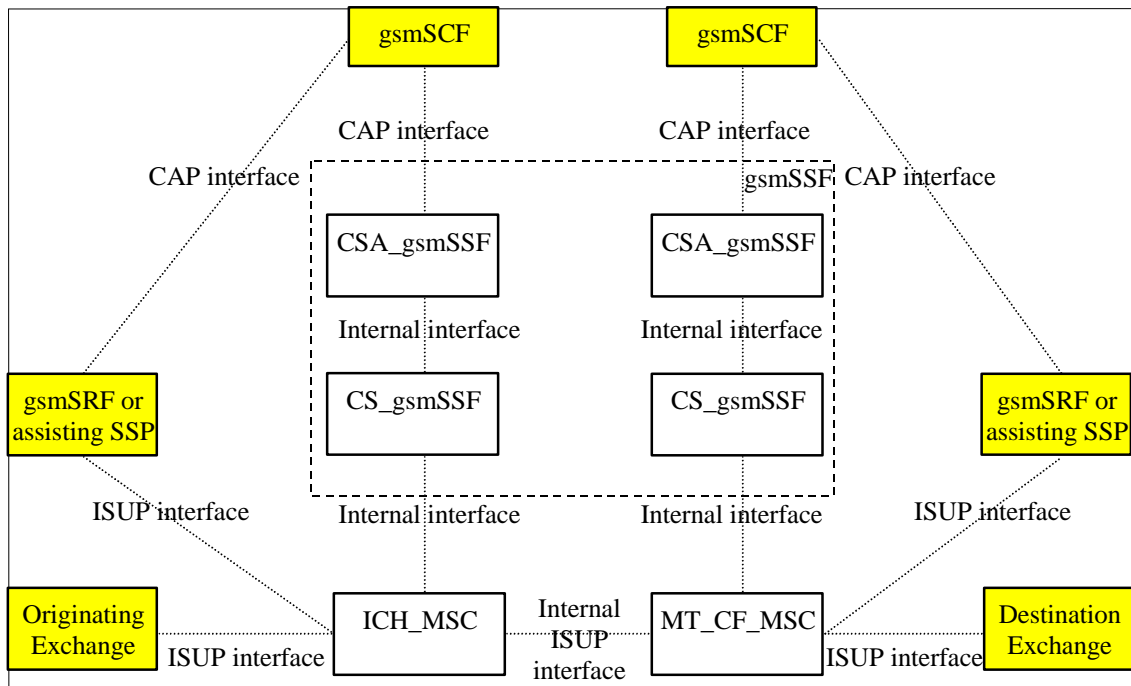 gsmSCF
gsmSCF
CAP interface
CAP interface
CAP interface
gsmSSF
CAP interface
CSA_gsmSSF
CSA_gsmSSF
Internal interface
Internal interface
gsmSRF or
assisting SSP
CS_gsmSSF
CS_gsmSSF
gsmSRF or
assisting SSP
ISUP interface
Internal interface
Internal interface
ISUP interface
Originating
Exchange
ICH_MSC
Internal
ISUP
interface
MT_CF_MSC
Destination
Exchange
ISUP interface
ISUP interface